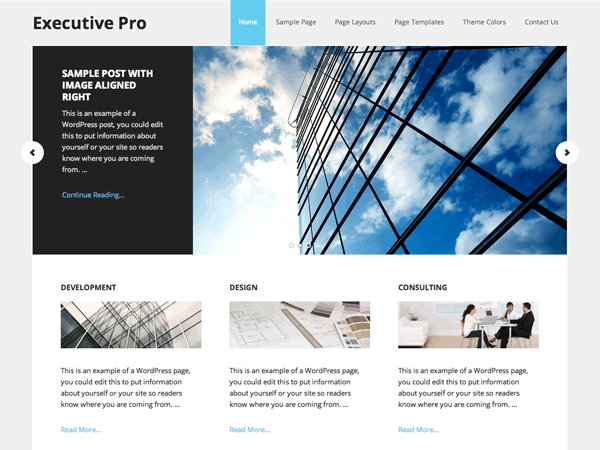 Executive Pro
Home Sample Page Page Layouts Page Templates Theme Colors Contact Us
SAMPLE POST WITH
IMAGE ALIGNED
RIGHT
This is an example of a
WordPress post, you could edit
this to put information about
yourself or your site so readers
know where you are coming
from. ...
Continue Reading...
DEVELOPMENT
This is an example of a WordPress page,
you could edit this to put information
about yourself or your site so readers
know where you are coming from. ...
Read More...
DESIGN
This is an example of a WordPress page,
you could edit this to put information
about yourself or your site so readers
know where you are coming from. ...
Read More...
CONSULTING
This is an example of a WordPress page,
you could edit this to put information
about yourself or your site so readers
know where you are coming from. ...
Read More...